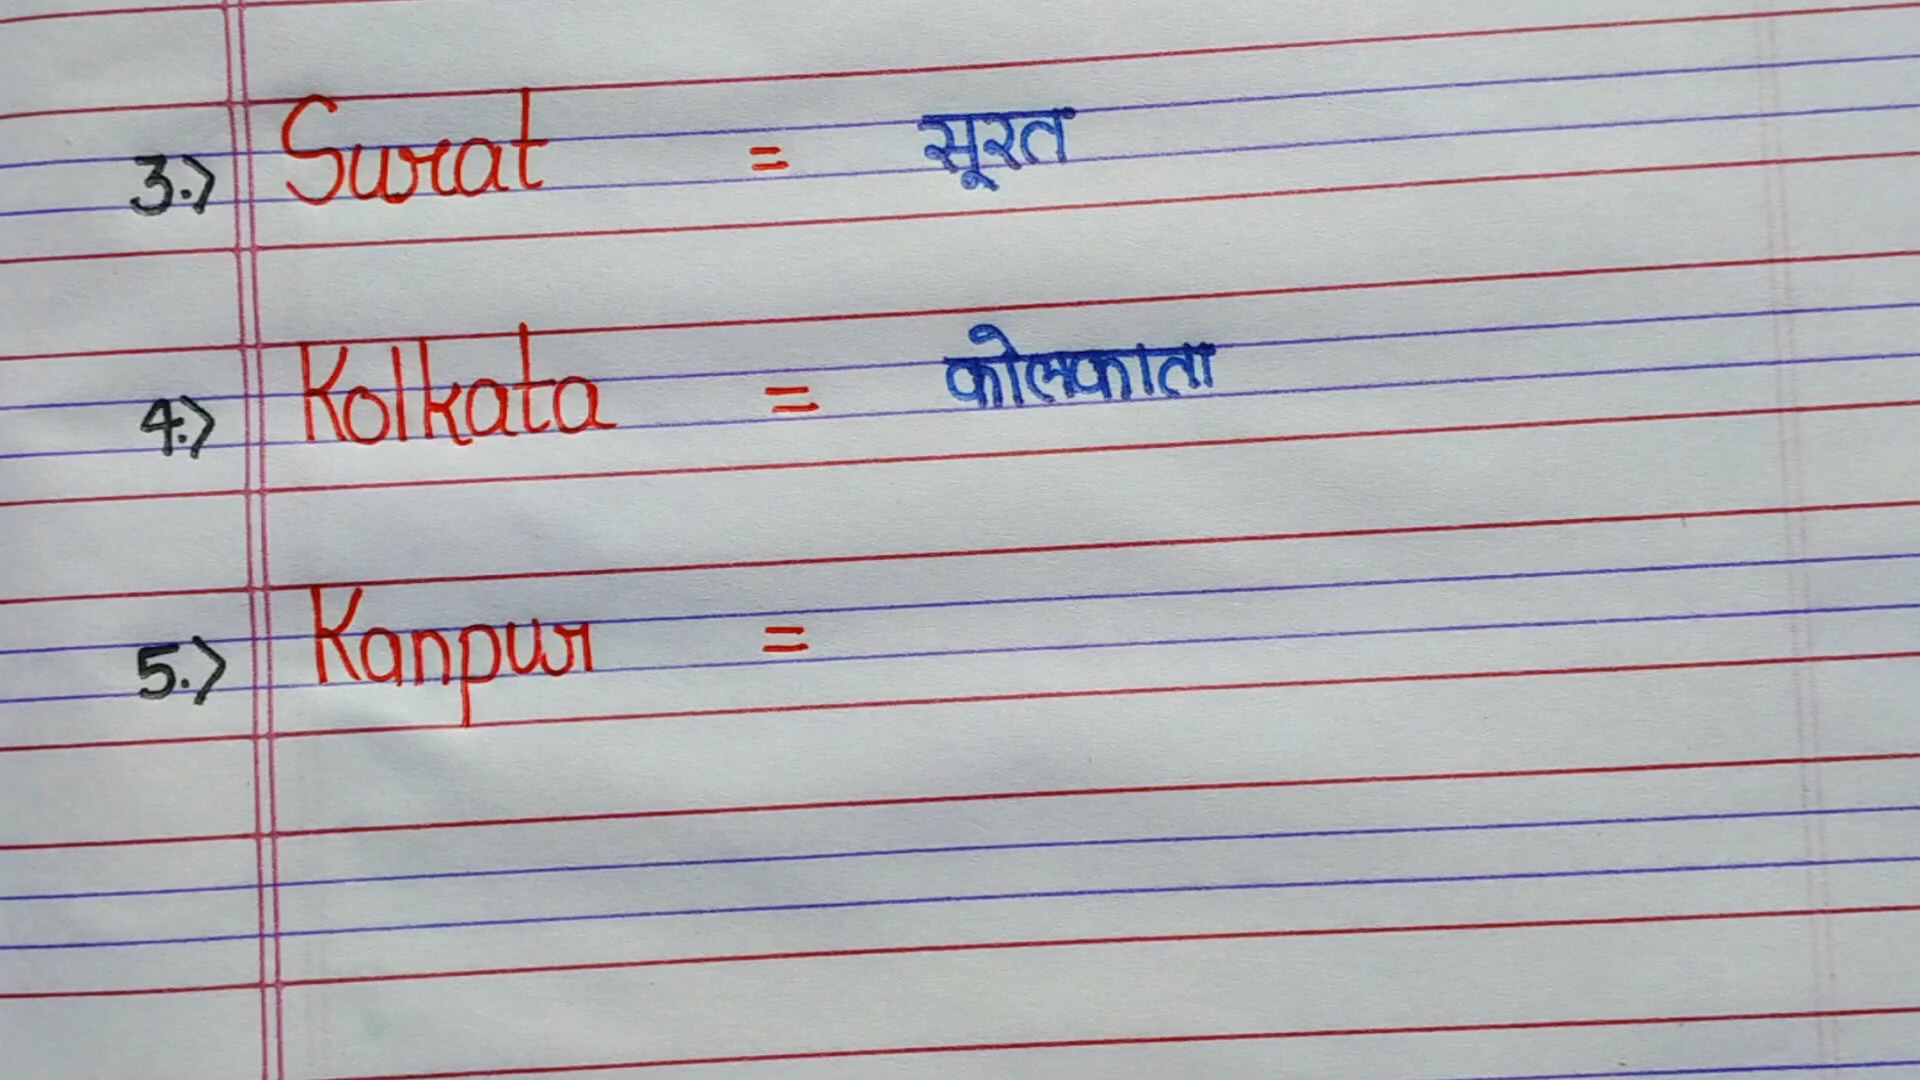 3.) Surat = सूरत
4.) Kolkata = कोलकाता
5.) Kanpur =